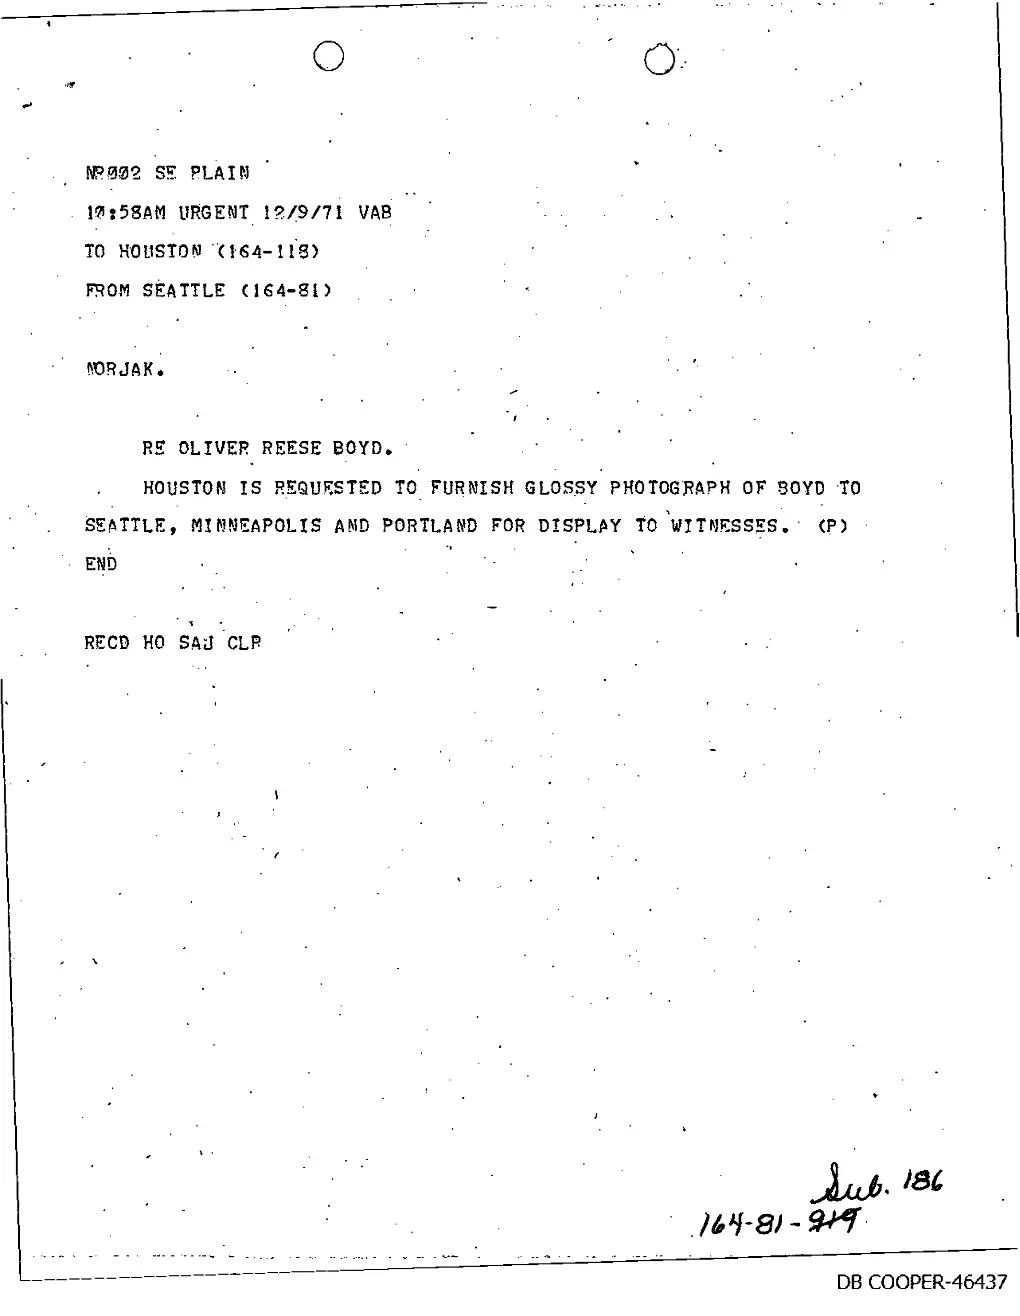 NR002 SE PLAIN
10:58AM URGENT 12/9/71 VAB
TO HOUSTON (164-118)
FROM SEATTLE (164-81)
NORJAK.
RE OLIVER REESE BOYD.
HOUSTON IS REQUESTED TO FURNISH GLOSSY PHOTOGRAPH OF BOYD TO
SEATTLE, MINNEAPOLIS AND PORTLAND FOR DISPLAY TO WITNESSES. (P)
END
RECD HO SAJ CLR
Sub. 186
164-81-919
DB COOPER-46437